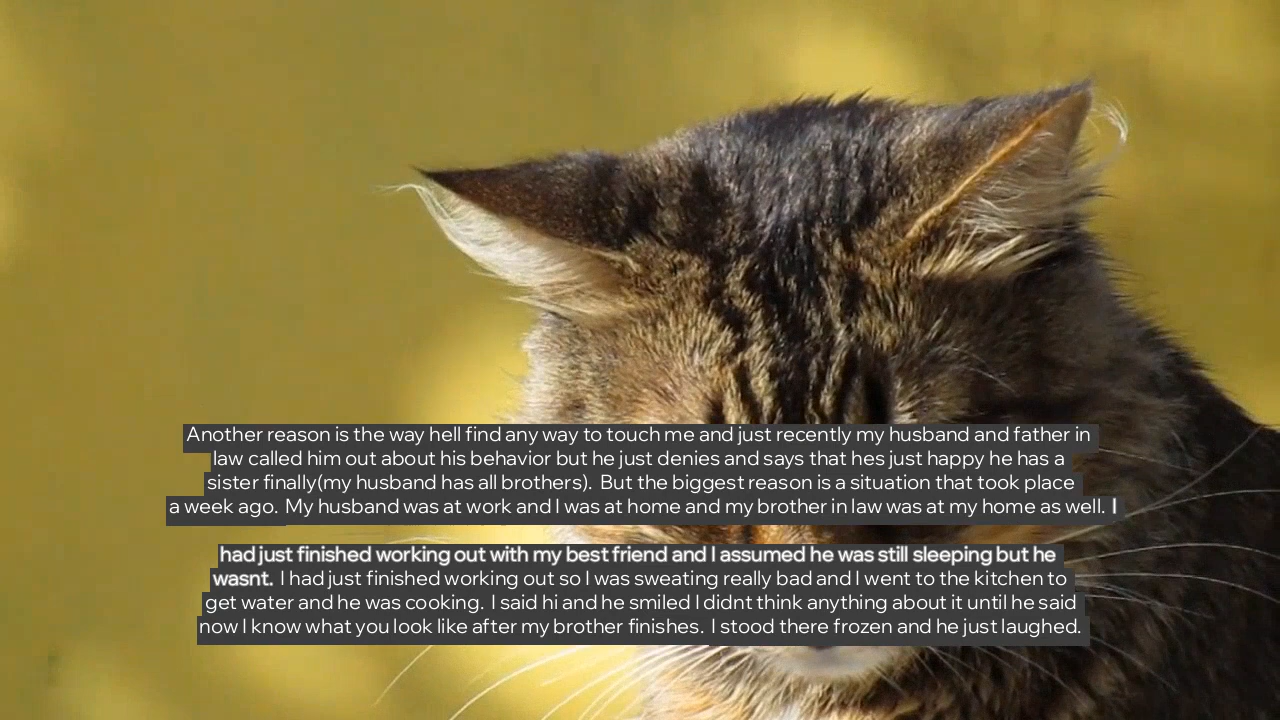 Another reason is the way hell find any way to touch me and just recently my husband and father in
law called him out about his behavior but he just denies and says that hes just happy he has a
sister finally(my husband has all brothers). But the biggest reason is a situation that took place
a week ago. My husband was at work and I was at home and my brother in law was at my home as well. I
had just finished working out with my best friend and I assumed he was still sleeping but he
wasnt. I had just finished working out so I was sweating really bad and I went to the kitchen to
get water and he was cooking. I said hi and he smiled I didnt think anything about it until he said
now I know what you look like after my brother finishes. I stood there frozen and he just laughed.